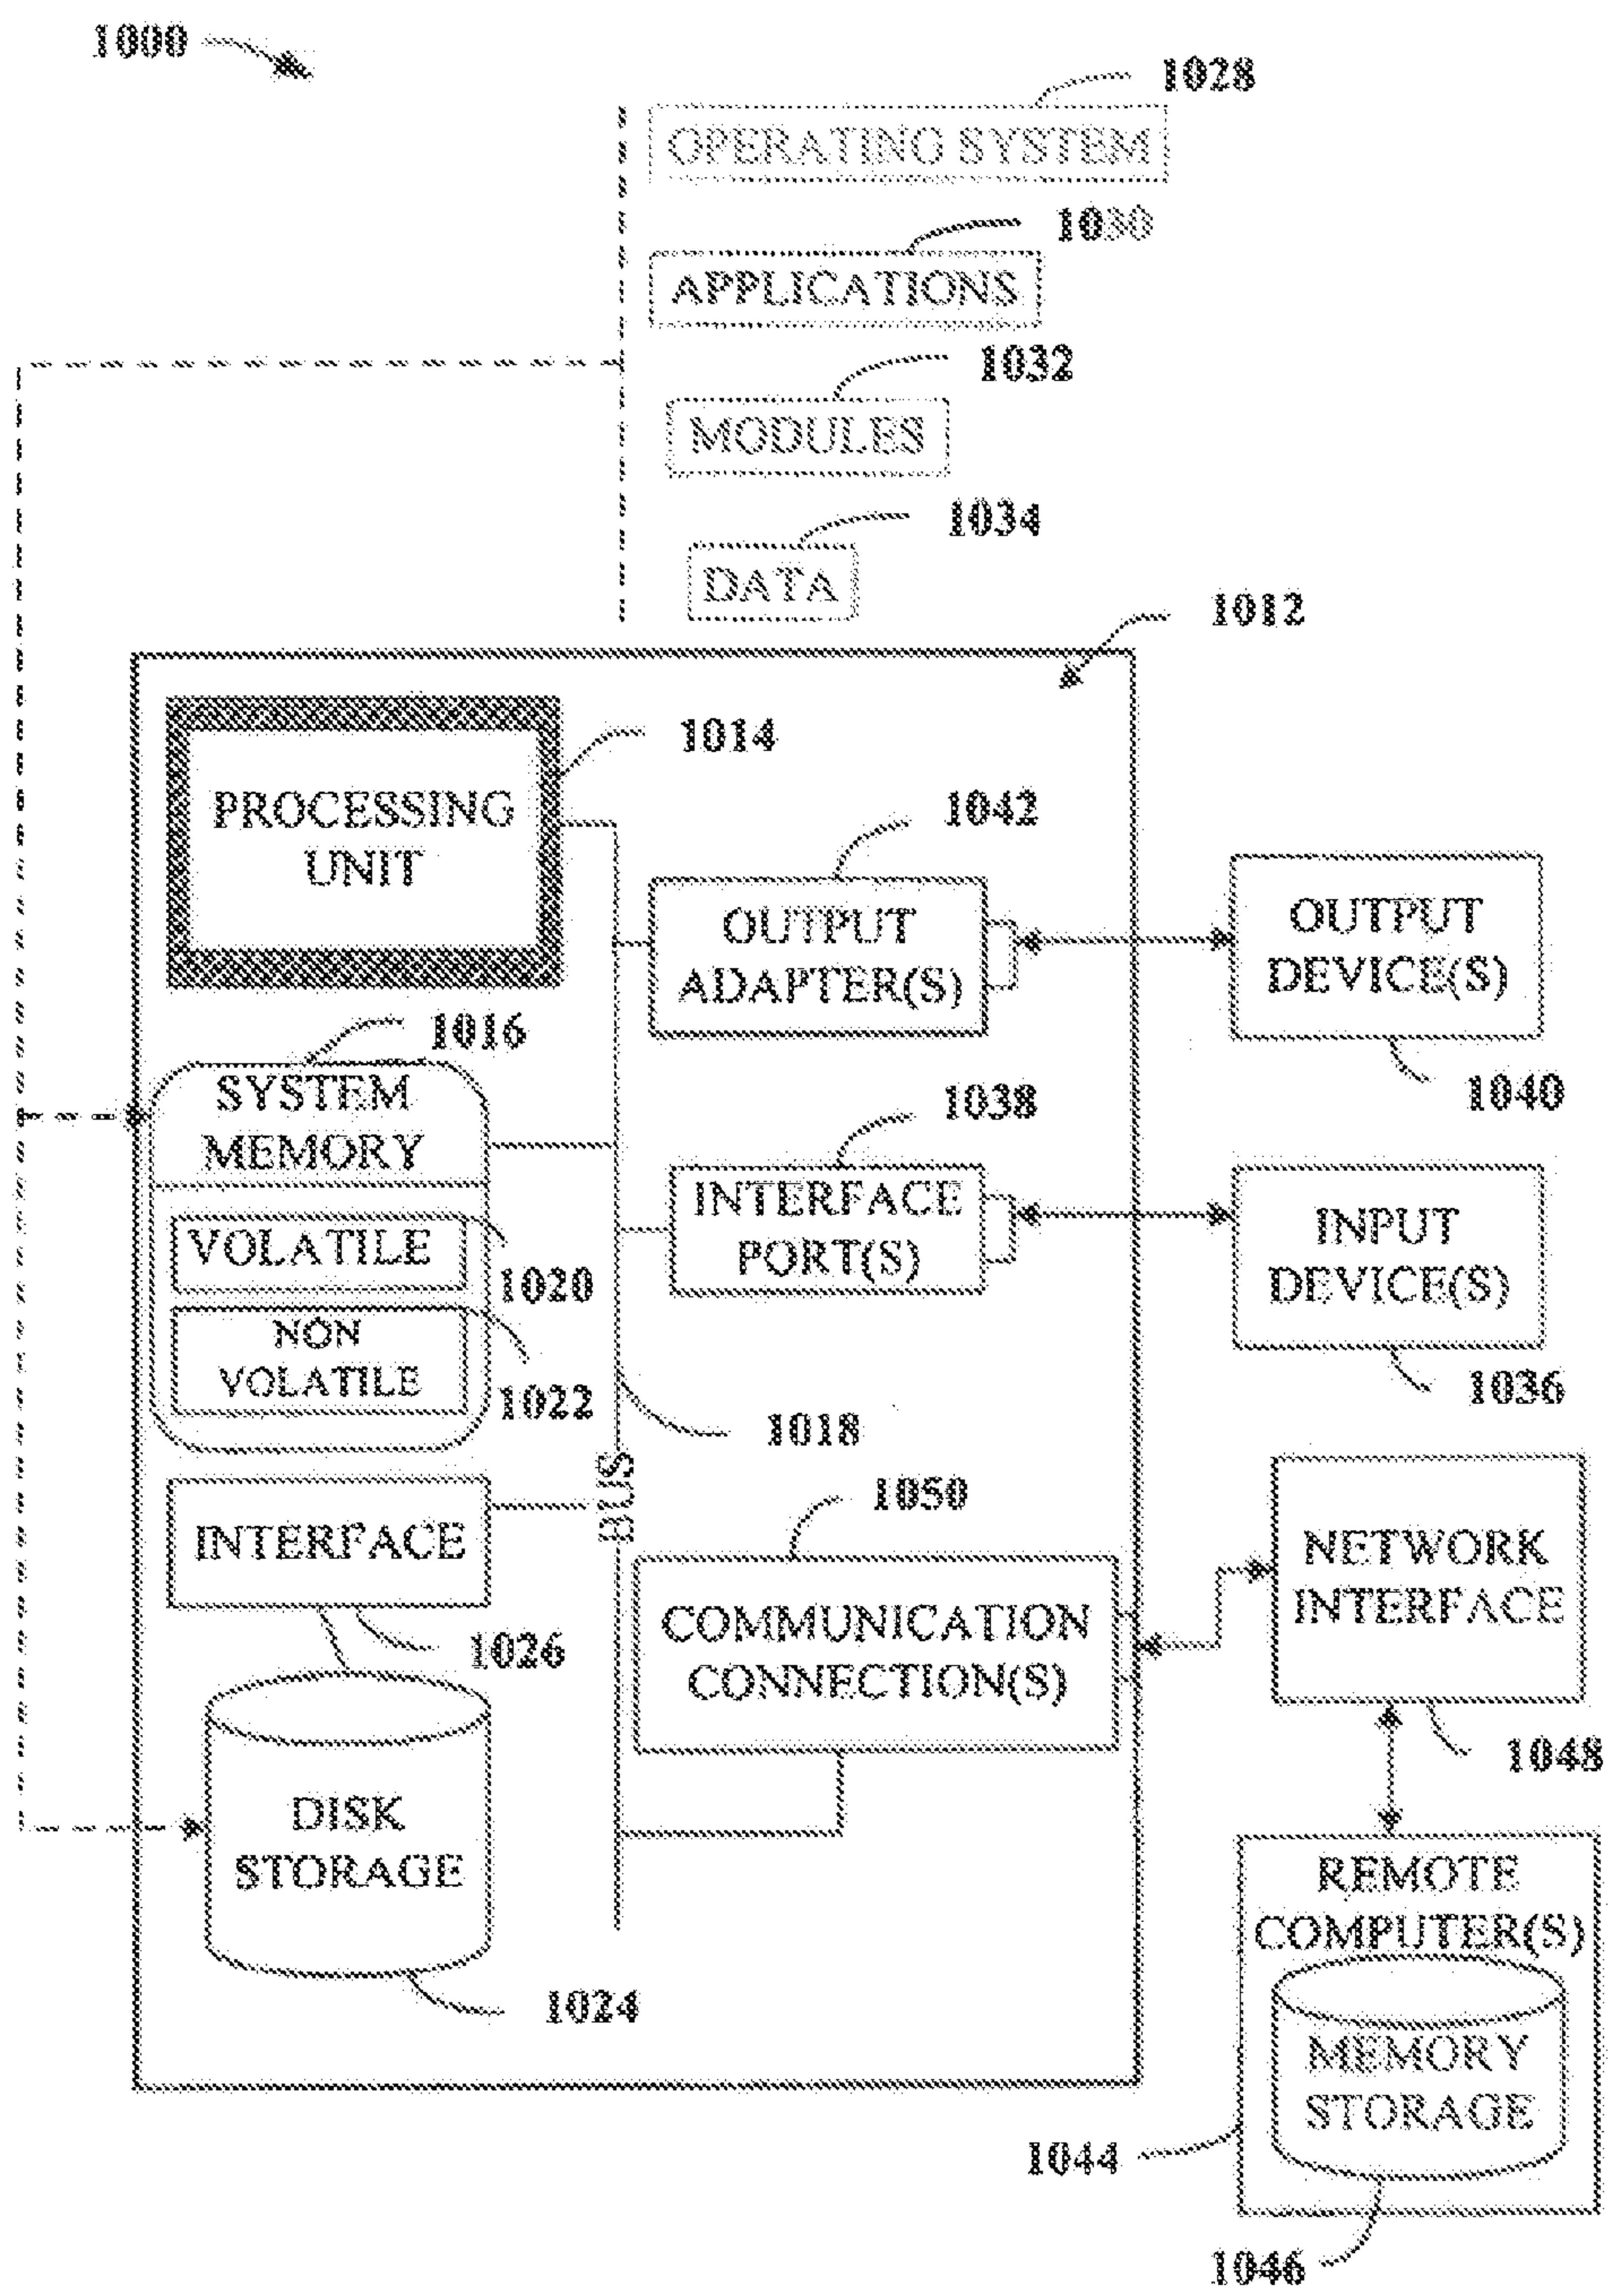 1000
1028
OPERATING SYSTEM
1030
APPLICATIONS
1032
MODULES
1034
DATA
1012
1014
PROCESSING
UNIT
1042
OUTPUT
ADAPTER(S)
OUTPUT
DEVICE(S)
1040
1016
SYSTEM
MEMORY
1038
INTERFACE
PORT(S)
INPUT
DEVICE(S)
1036
VOLATILE
1020
NON
VOLATILE
1022
1018
BUS
1050
INTERFACE
1026
COMMUNICATION
CONNECTION(S)
NETWORK
INTERFACE
1048
DISK
STORAGE
1024
REMOTE
COMPUTER(S)
MEMORY
STORAGE
1044
1046